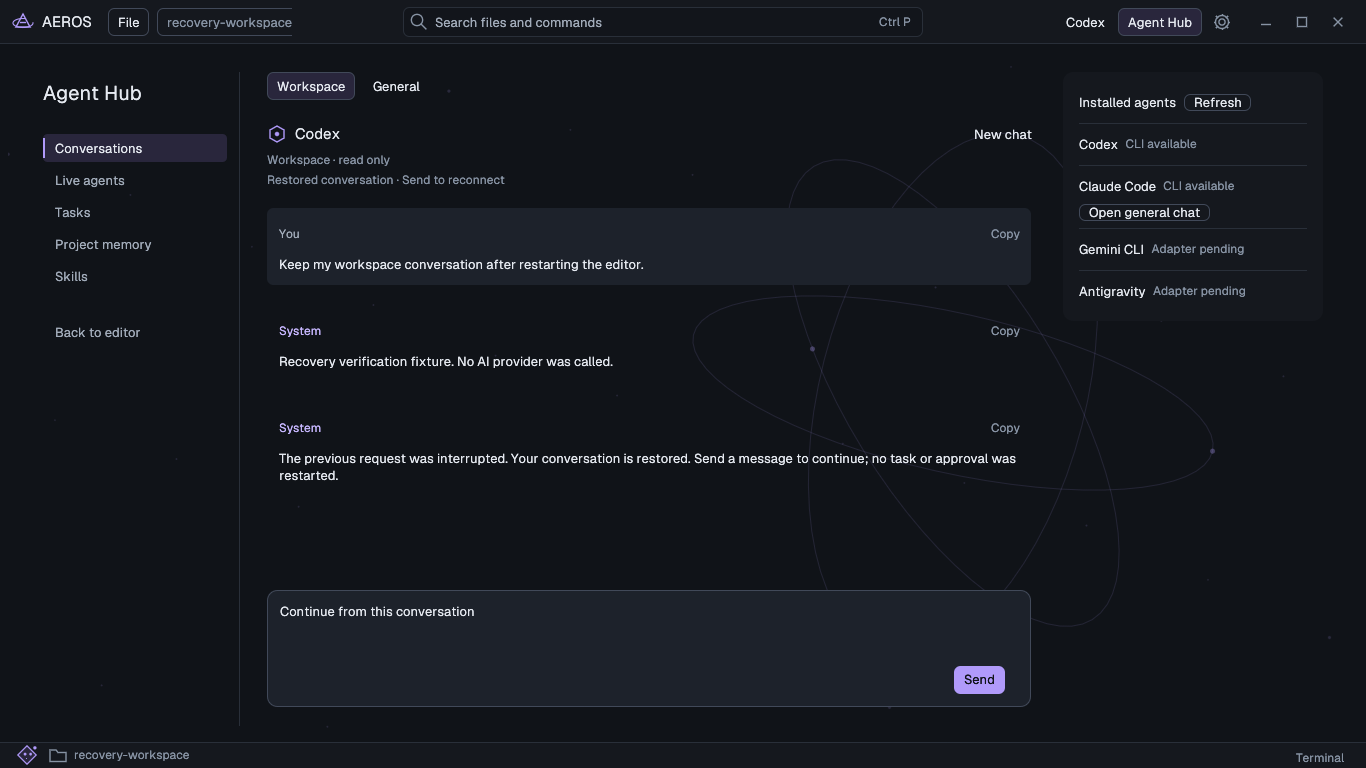 AEROS
File
recovery-workspace
Search files and commands
Ctrl P
Codex
Agent Hub
Agent Hub
Conversations
Live agents
Tasks
Project memory
Skills
Back to editor
Workspace
General
Codex
New chat
Workspace · read only
Restored conversation · Send to reconnect
You
Copy
Keep my workspace conversation after restarting the editor.
System
Copy
Recovery verification fixture. No AI provider was called.
System
Copy
The previous request was interrupted. Your conversation is restored. Send a message to continue; no task or approval was
restarted.
Continue from this conversation
Send
Installed agents
Refresh
Codex CLI available
Claude Code CLI available
Open general chat
Gemini CLI Adapter pending
Antigravity Adapter pending
recovery-workspace
Terminal